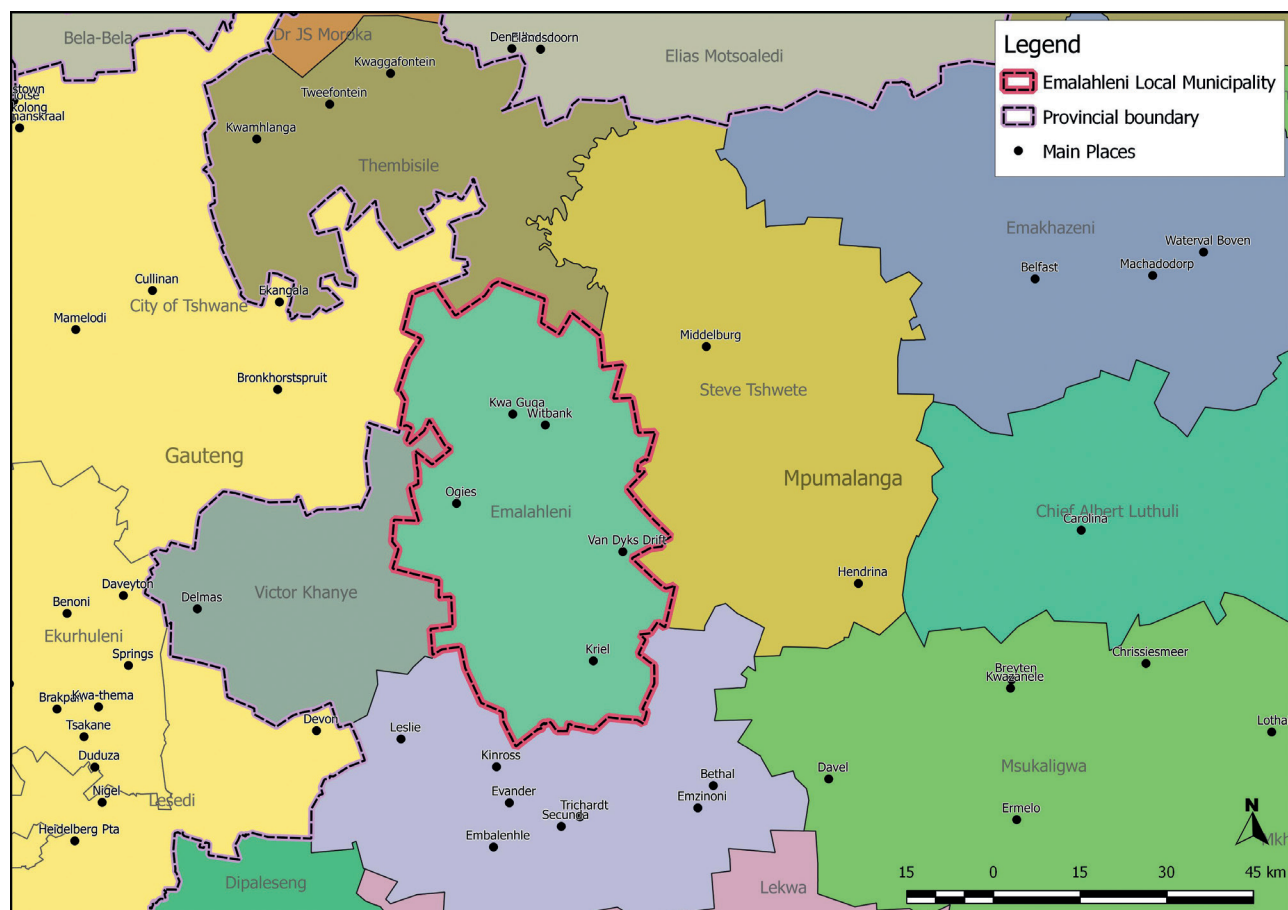 Bela-Bela
Dr JS Moroka
Elandsdoorn
Elias Motsoaledi
Legend
Emalahleni Local Municipality
Provincial boundary
Main Places
Kwaggafontein
Tweefontein
Kwamhlanga
Thembisile
Emakhazeni
Waterval Boven
Belfast
Machadodorp
Cullinan
City of Tshwane
Ekangala
Mamelodi
Middelburg
Bronkhorstspruit
Steve Tshwete
Kwa Guqa
Witbank
Gauteng
Mpumalanga
Ogies
Emalahleni
Chief Albert Luthuli
Carolina
Van Dyks Drift
Hendrina
Daveyton
Benoni
Delmas
Victor Khanye
Ekurhuleni
Springs
Kriel
Chrissiesmeer
Breyten
Kwazanele
Brakpan
Kwa-thema
Tsakane
Devon
Leslie
Lotha
Duduza
Kinross
Davel
Msukaligwa
Bethal
Nigel
Lesedi
Evander
Emzinoni
Trichardt
Secunda
Ermelo
N
Heidelberg Pta
Embalenhle
Mkh
Dipaleseng
Lekwa
15 0 15 30 45 km